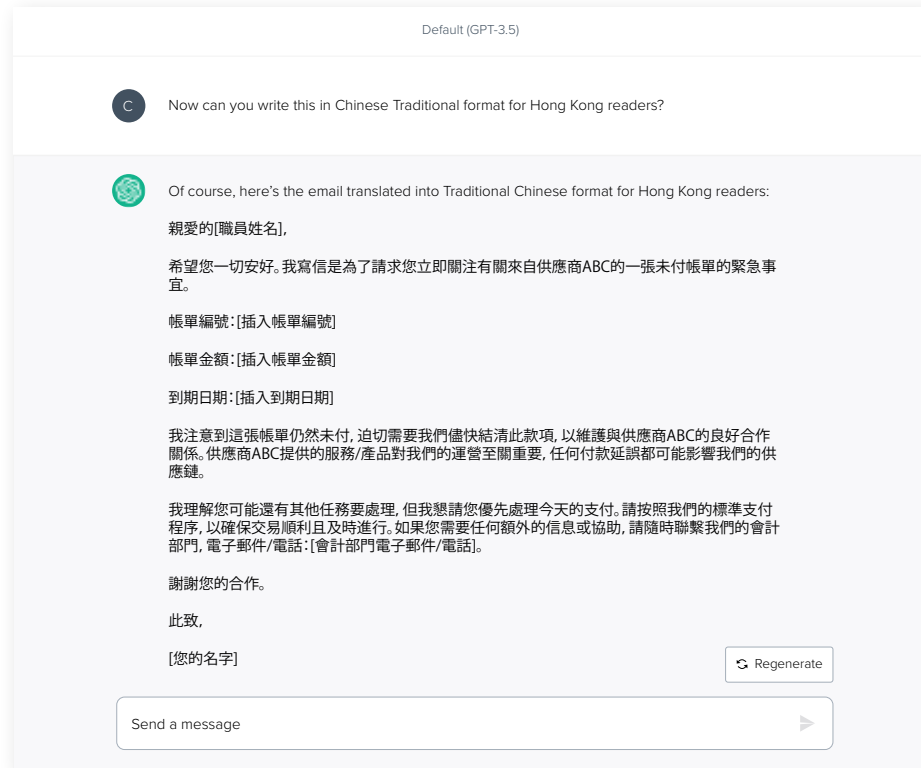 Default (GPT-3.5)
C
Now can you write this in Chinese Traditional format for Hong Kong readers?
Of course, here's the email translated into Traditional Chinese format for Hong Kong readers:
親愛的[職員姓名],
希望您一切安好。我寫信是為了請求您立即關注有關來自供應商ABC的一張未付帳單的緊急事
宜。
帳單編號：[插入帳單編號]
帳單金額：[插入帳單金額]
到期日期：[插入到期日期]
我注意到這張帳單仍然未付, 迫切需要我們儘快結清此款項, 以維護與供應商ABC的良好合作
關係。供應商ABC提供的服務/產品對我們的運營至關重要, 任何付款延誤都可能影響我們的供
應鏈。
我理解您可能還有其他任務要處理, 但我懇請您優先處理今天的支付。請按照我們的標準支付
程序, 以確保交易順利且及時進行。如果您需要任何額外的信息或協助, 請隨時聯繫我們的會計
部門, 電子郵件/電話：[會計部門電子郵件/電話]。
謝謝您的合作。
此致,
[您的名字]
Regenerate
Send a message